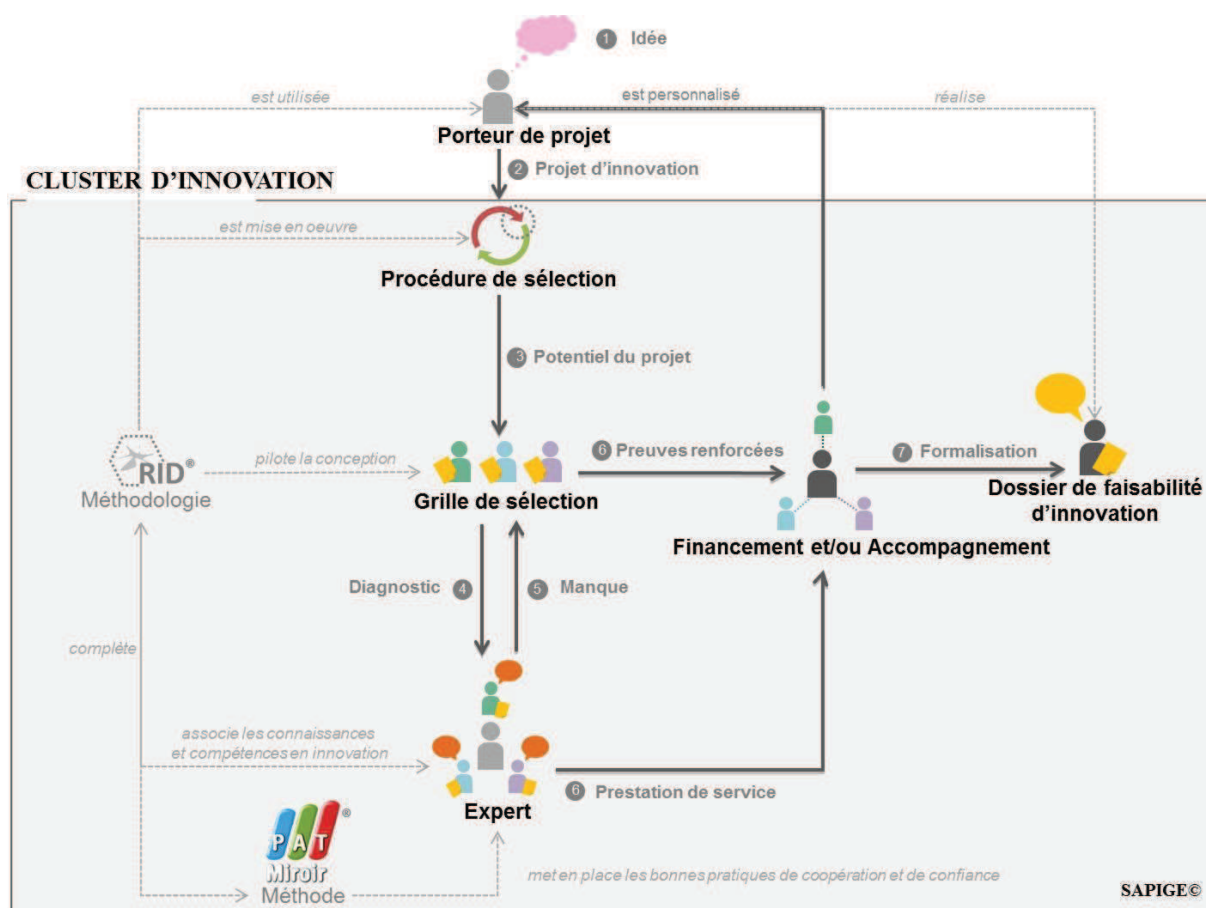 1 Idée
est utilisée
est personnalisé
réalise
Porteur de projet
2 Projet d'innovation
CLUSTER D'INNOVATION
est mise en oeuvre
Procédure de sélection
3 Potentiel du projet
RID®
Méthodologie
pilote la conception
6 Preuves renforcées
7 Formalisation
Grille de sélection
Dossier de faisabilité
d'innovation
Financement et/ou Accompagnement
Diagnostic 4
5 Manque
complète
associe les connaissances
et compétences en innovation
6 Prestation de service
Expert
PAT®
Miroir
Méthode
met en place les bonnes pratiques de coopération et de confiance
SAPIGE©